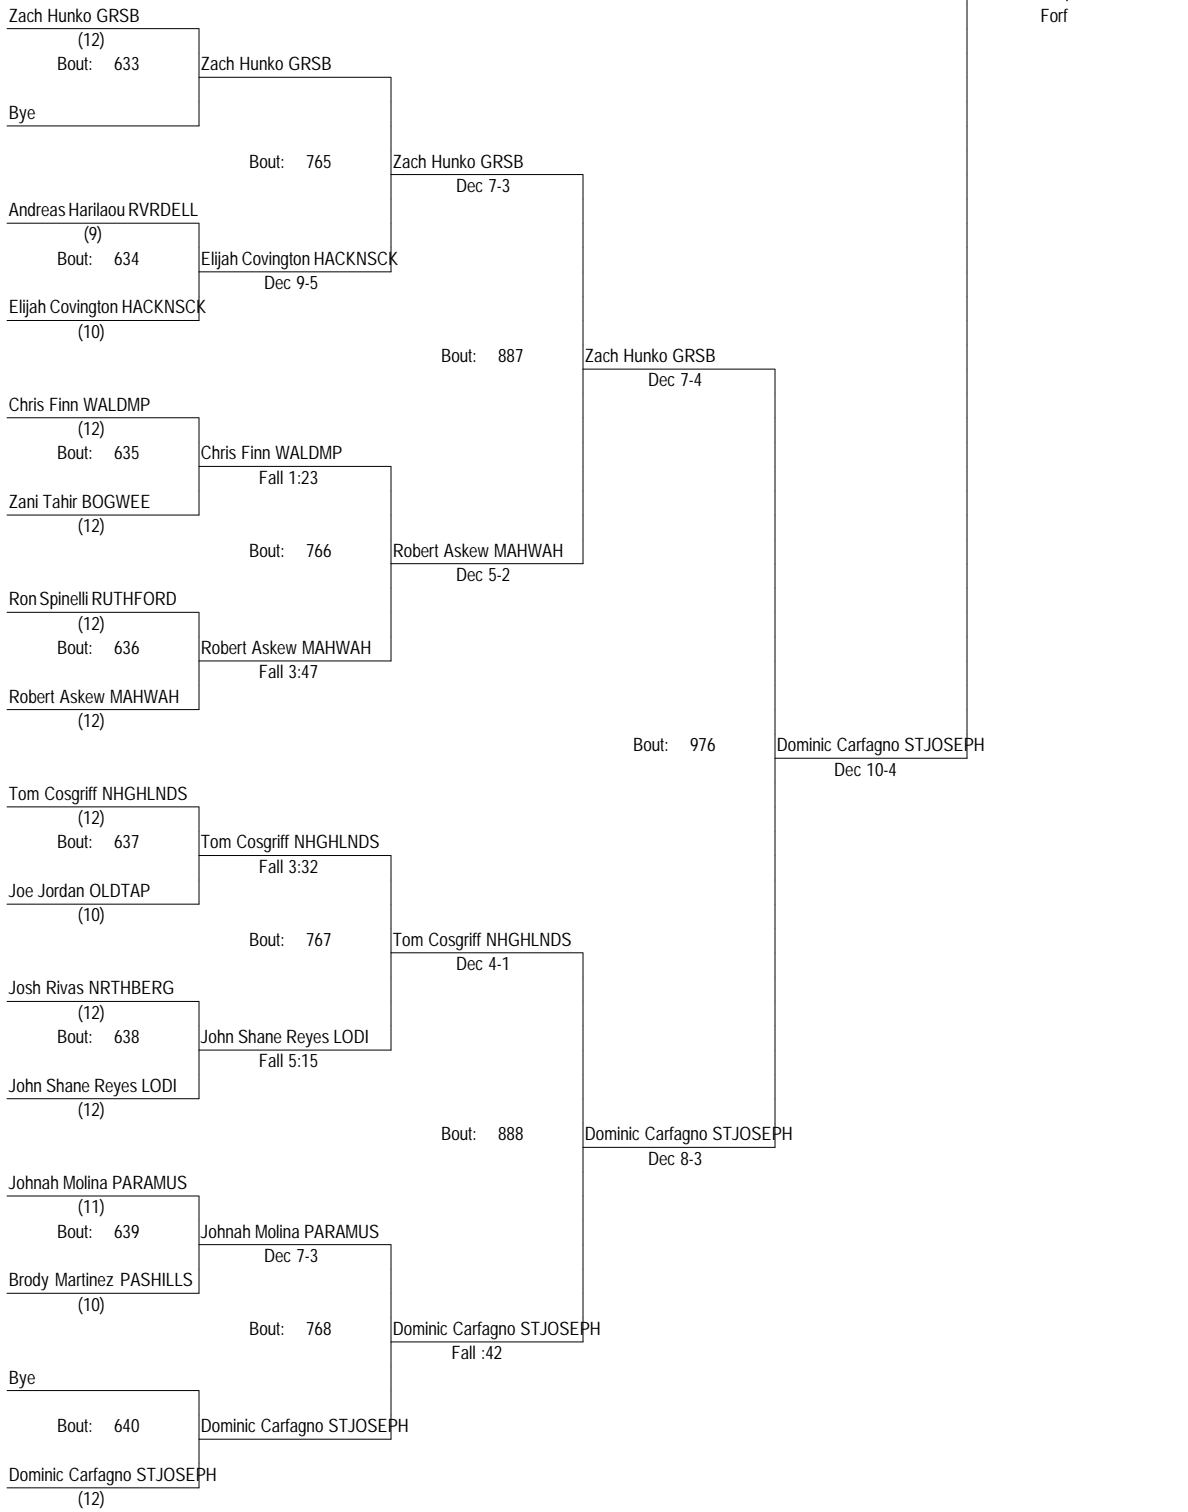 Zach Hunko GRSB
Forf
(12)
Bout: 633 Zach Hunko GRSB
Bye
Bout: 765 Zach Hunko GRSB
Dec 7-3
Andreas Harilaou RVRDELL
(9)
Bout: 634 Elijah Covington HACKNSCK
Dec 9-5
Elijah Covington HACKNSCK
(10)
Bout: 887 Zach Hunko GRSB
Dec 7-4
Chris Finn WALDMP
(12)
Bout: 635 Chris Finn WALDMP
Fall 1:23
Zani Tahir BOGWEE
(12)
Bout: 766 Robert Askew MAHWAH
Dec 5-2
Ron Spinelli RUTHFORD
(12)
Bout: 636 Robert Askew MAHWAH
Fall 3:47
Robert Askew MAHWAH
(12)
Bout: 976 Dominic Carfagno STJOSEPH
Dec 10-4
Tom Cosgriff NHGHLNDS
(12)
Bout: 637 Tom Cosgriff NHGHLNDS
Fall 3:32
Joe Jordan OLDTAP
(10)
Bout: 767 Tom Cosgriff NHGHLNDS
Dec 4-1
Josh Rivas NRTHBERG
(12)
Bout: 638 John Shane Reyes LODI
Fall 5:15
John Shane Reyes LODI
(12)
Bout: 888 Dominic Carfagno STJOSEPH
Dec 8-3
Johnah Molina PARAMUS
(11)
Bout: 639 Johnah Molina PARAMUS
Dec 7-3
Brody Martinez PASHILLS
(10)
Bout: 768 Dominic Carfagno STJOSEPH
Fall :42
Bye
Bout: 640 Dominic Carfagno STJOSEPH
Dominic Carfagno STJOSEPH
(12)